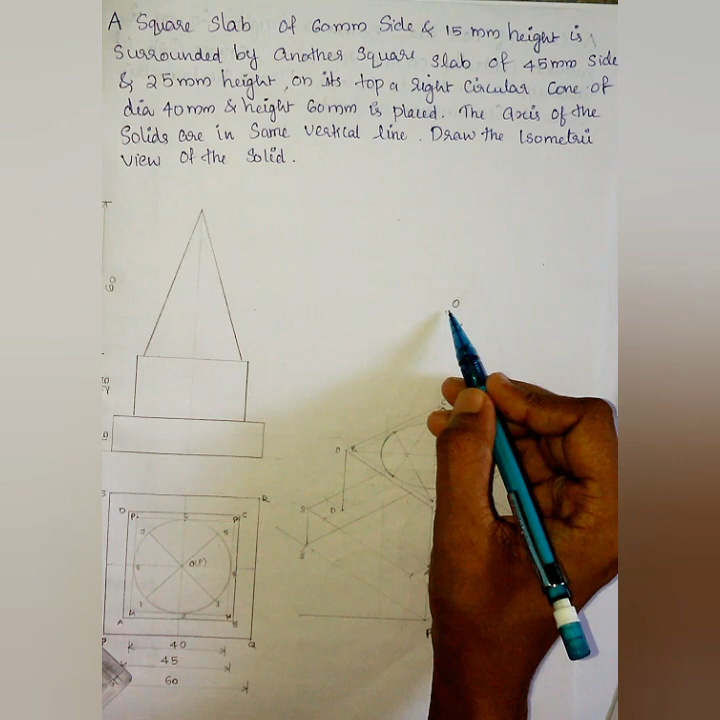 A Square Slab of 60mm Side & 15 mm height is
Surrounded by another Square slab of 45mm Side
& 25mm height, on its top a right Circular Cone of
dia 40mm & height 60mm is placed. The axis of the
Solids are in Same vertical line. Draw the Isometri
View of the Solid.
60
O
D
S
D
S
R
D
C
O(P)
A
P
Q
40
45
60